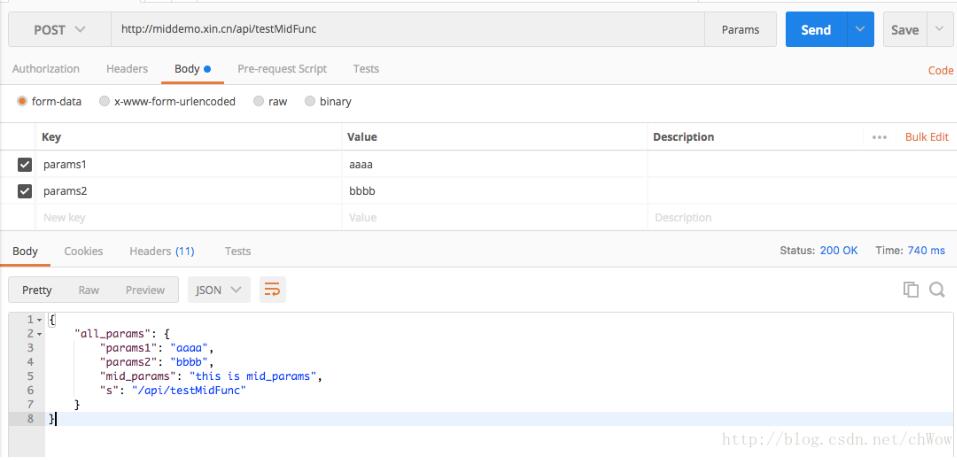 POST http://middemo.xin.cn/api/testMidFunc Params Send Save
Authorization Headers Body Pre-request Script Tests Code
form-data x-www-form-urlencoded raw binary
Key Value Description Bulk Edit
params1 aaaa
params2 bbbb
New key Value Description
Body Cookies Headers (11) Tests Status: 200 OK Time: 740 ms
Pretty Raw Preview JSON
1 {
2 "all_params": {
3 "params1": "aaaa",
4 "params2": "bbbb",
5 "mid_params": "this is mid_params",
6 "s": "/api/testMidFunc"
7 }
8 }
http://blog.csdn.net/chWow